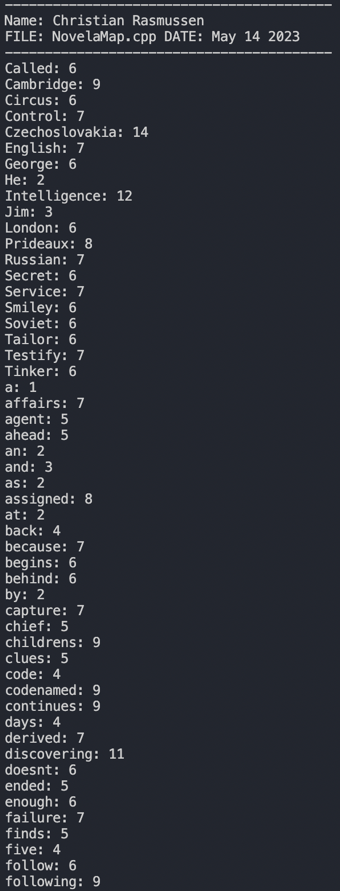 -----------------------------------------
Name: Christian Rasmussen
FILE: NovelaMap.cpp DATE: May 14 2023
-----------------------------------------
Called: 6
Cambridge: 9
Circus: 6
Control: 7
Czechoslovakia: 14
English: 7
George: 6
He: 2
Intelligence: 12
Jim: 3
London: 6
Prideaux: 8
Russian: 7
Secret: 6
Service: 7
Smiley: 6
Soviet: 6
Tailor: 6
Testify: 7
Tinker: 6
a: 1
affairs: 7
agent: 5
ahead: 5
an: 2
and: 3
as: 2
assigned: 8
at: 2
back: 4
because: 7
begins: 6
behind: 6
by: 2
capture: 7
chief: 5
childrens: 9
clues: 5
code: 4
codenamed: 9
continues: 9
days: 4
derived: 7
discovering: 11
doesnt: 6
ended: 5
enough: 6
failure: 7
finds: 5
five: 4
follow: 6
following: 9